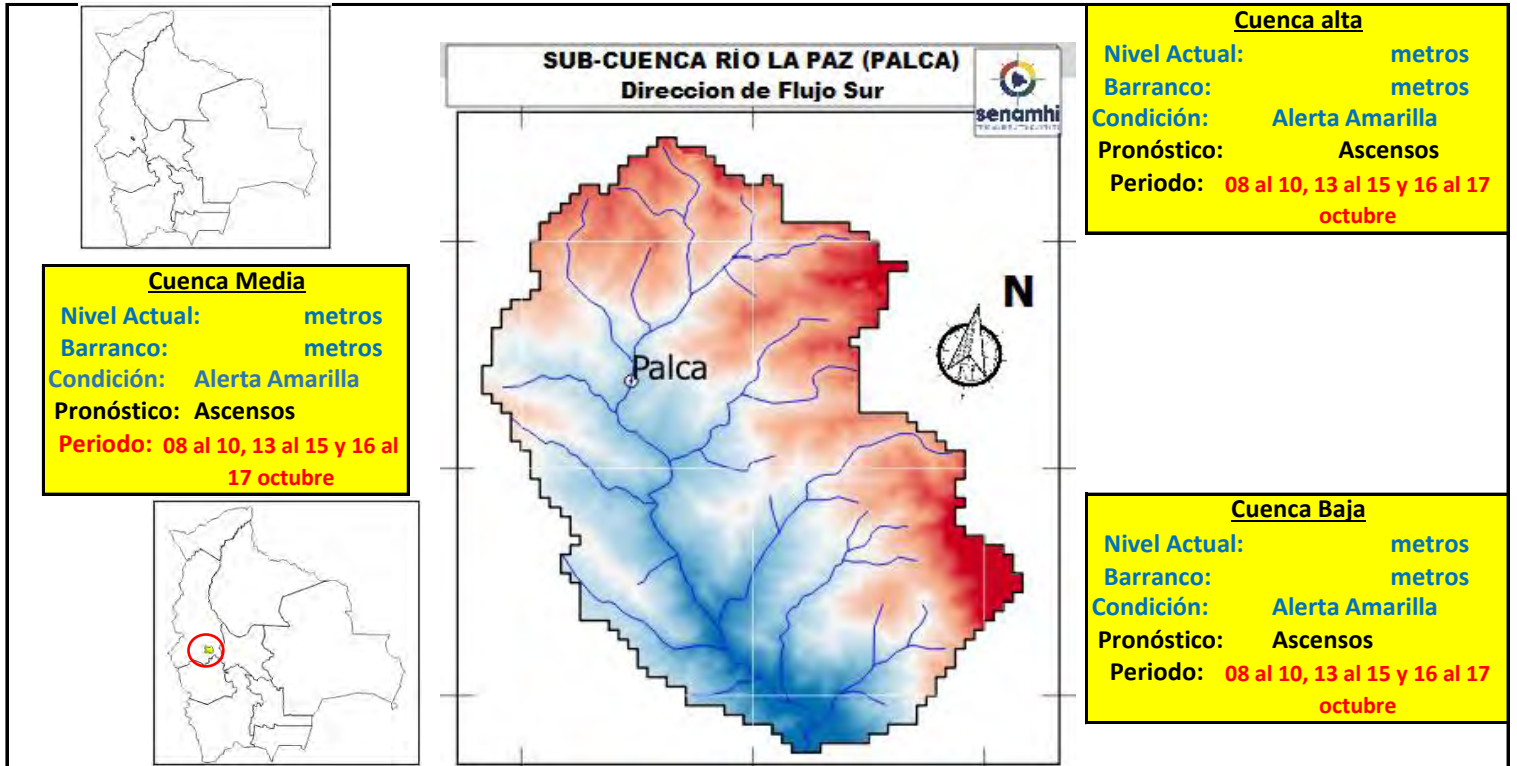 SUB-CUENCA RÍO LA PAZ (PALCA)
Direccion de Flujo Sur
senamhi
Cuenca alta
Nivel Actual: metros
Barranco: metros
Condición: Alerta Amarilla
Pronóstico: Ascensos
Periodo: 08 al 10, 13 al 15 y 16 al 17
octubre
Cuenca Media
Nivel Actual: metros
Barranco: metros
Condición: Alerta Amarilla
Pronóstico: Ascensos
Periodo: 08 al 10, 13 al 15 y 16 al
17 octubre
Palca
N
Cuenca Baja
Nivel Actual: metros
Barranco: metros
Condición: Alerta Amarilla
Pronóstico: Ascensos
Periodo: 08 al 10, 13 al 15 y 16 al 17
octubre